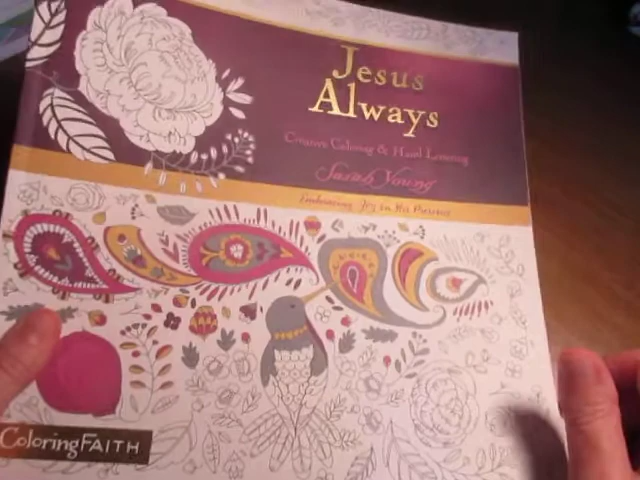 Jesus
Always
Creative Coloring & Hand Lettering
Sarah Young
Embracing Joy in His Presence
ColoringFAITH